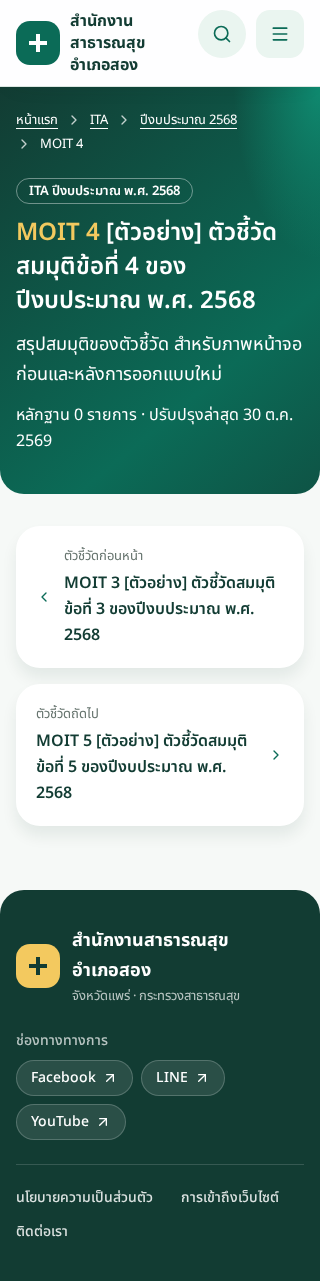 สำนักงาน
สาธารณสุข
อำเภอสอง
หน้าแรก
ITA
ปีงบประมาณ 2568
MOIT 4
ITA ปีงบประมาณ พ.ศ. 2568
MOIT 4 [ตัวอย่าง] ตัวชี้วัด
สมมุติข้อที่ 4 ของ
ปีงบประมาณ พ.ศ. 2568
สรุปสมมุติของตัวชี้วัด สำหรับภาพหน้าจอ
ก่อนและหลังการออกแบบใหม่
หลักฐาน 0 รายการ · ปรับปรุงล่าสุด 30 ต.ค.
2569
ตัวชี้วัดก่อนหน้า
MOIT 3 [ตัวอย่าง] ตัวชี้วัดสมมุติ
ข้อที่ 3 ของปีงบประมาณ พ.ศ.
2568
ตัวชี้วัดถัดไป
MOIT 5 [ตัวอย่าง] ตัวชี้วัดสมมุติ
ข้อที่ 5 ของปีงบประมาณ พ.ศ.
2568
สำนักงานสาธารณสุข
อำเภอสอง
จังหวัดแพร่ · กระทรวงสาธารณสุข
ช่องทางทางการ
Facebook
LINE
YouTube
นโยบายความเป็นส่วนตัว
การเข้าถึงเว็บไซต์
ติดต่อเรา